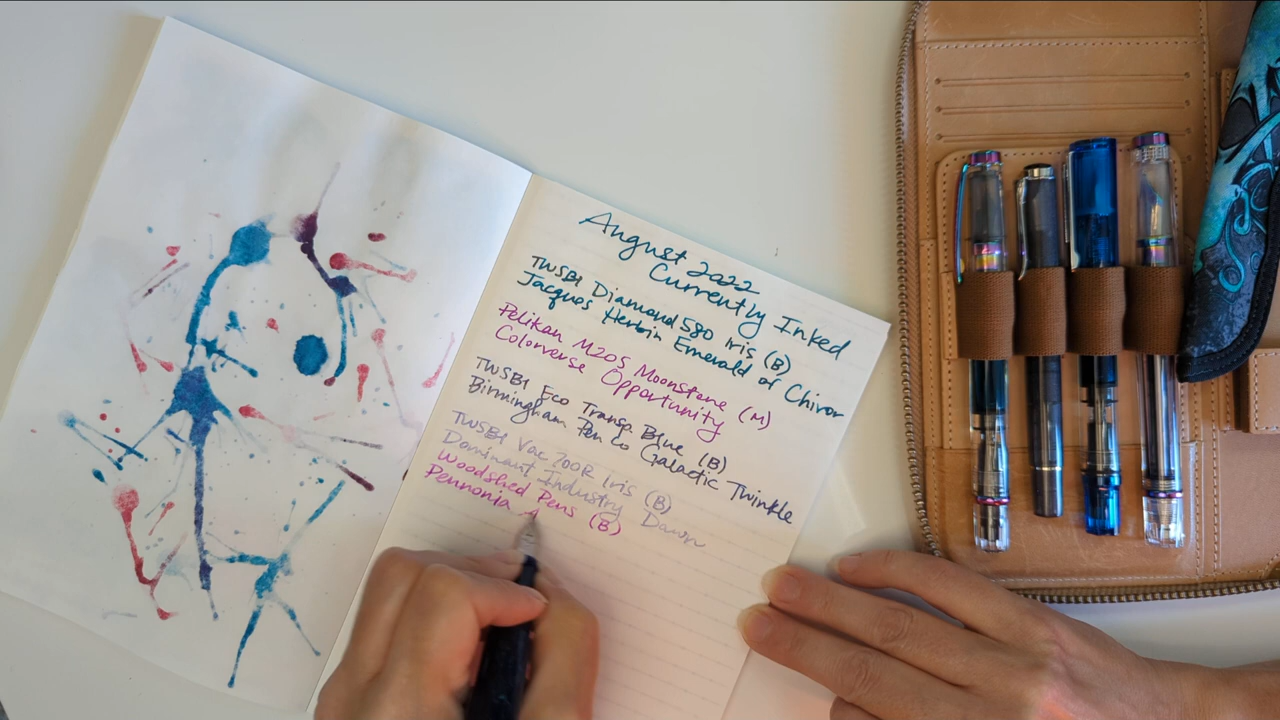 August 2022
Currently Inked
TWSBI Diamond 580 Iris (B)
Jacques Herbin Emerald of Chivor
Pelikan M205 Moonstone (M)
Colorverse Opportunity
TWSBI Eco Transp. Blue (B)
Birmingham Pen Co Galactic Twinkle
TWSBI Vac 700R Iris (B)
Dominant Industry Dawn
Woodshed Pens (B)
Pennonia